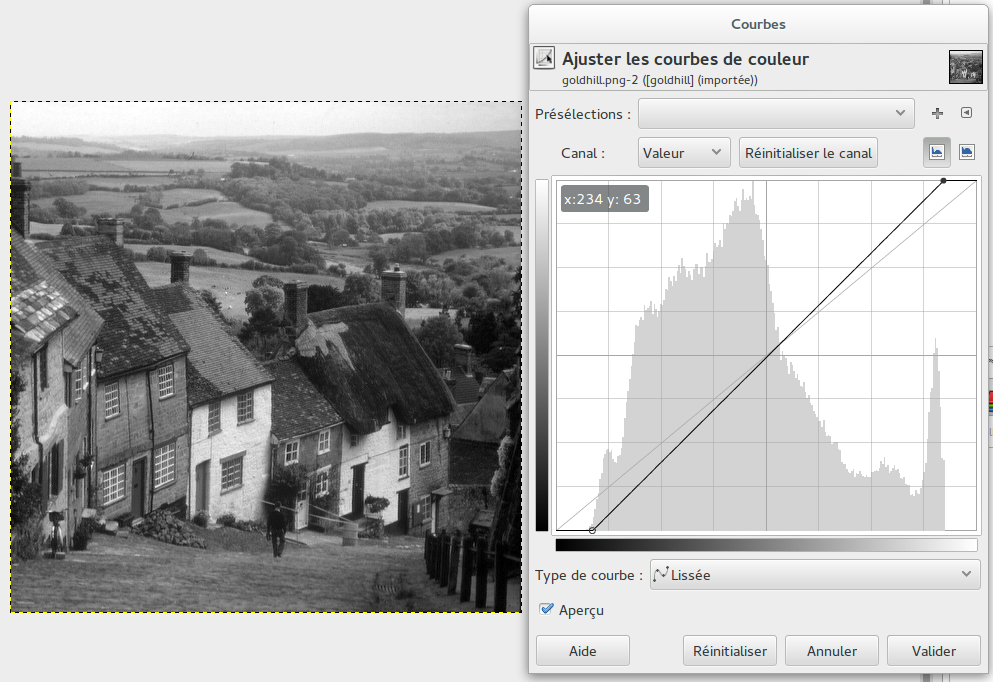 Courbes
Ajuster les courbes de couleur
goldhill.png-2 ([goldhill] (importée))
Présélections :
Canal :
Valeur
Réinitialiser le canal
x:234 y: 63
Type de courbe :
Lissée
Aperçu
Aide
Réinitialiser
Annuler
Valider